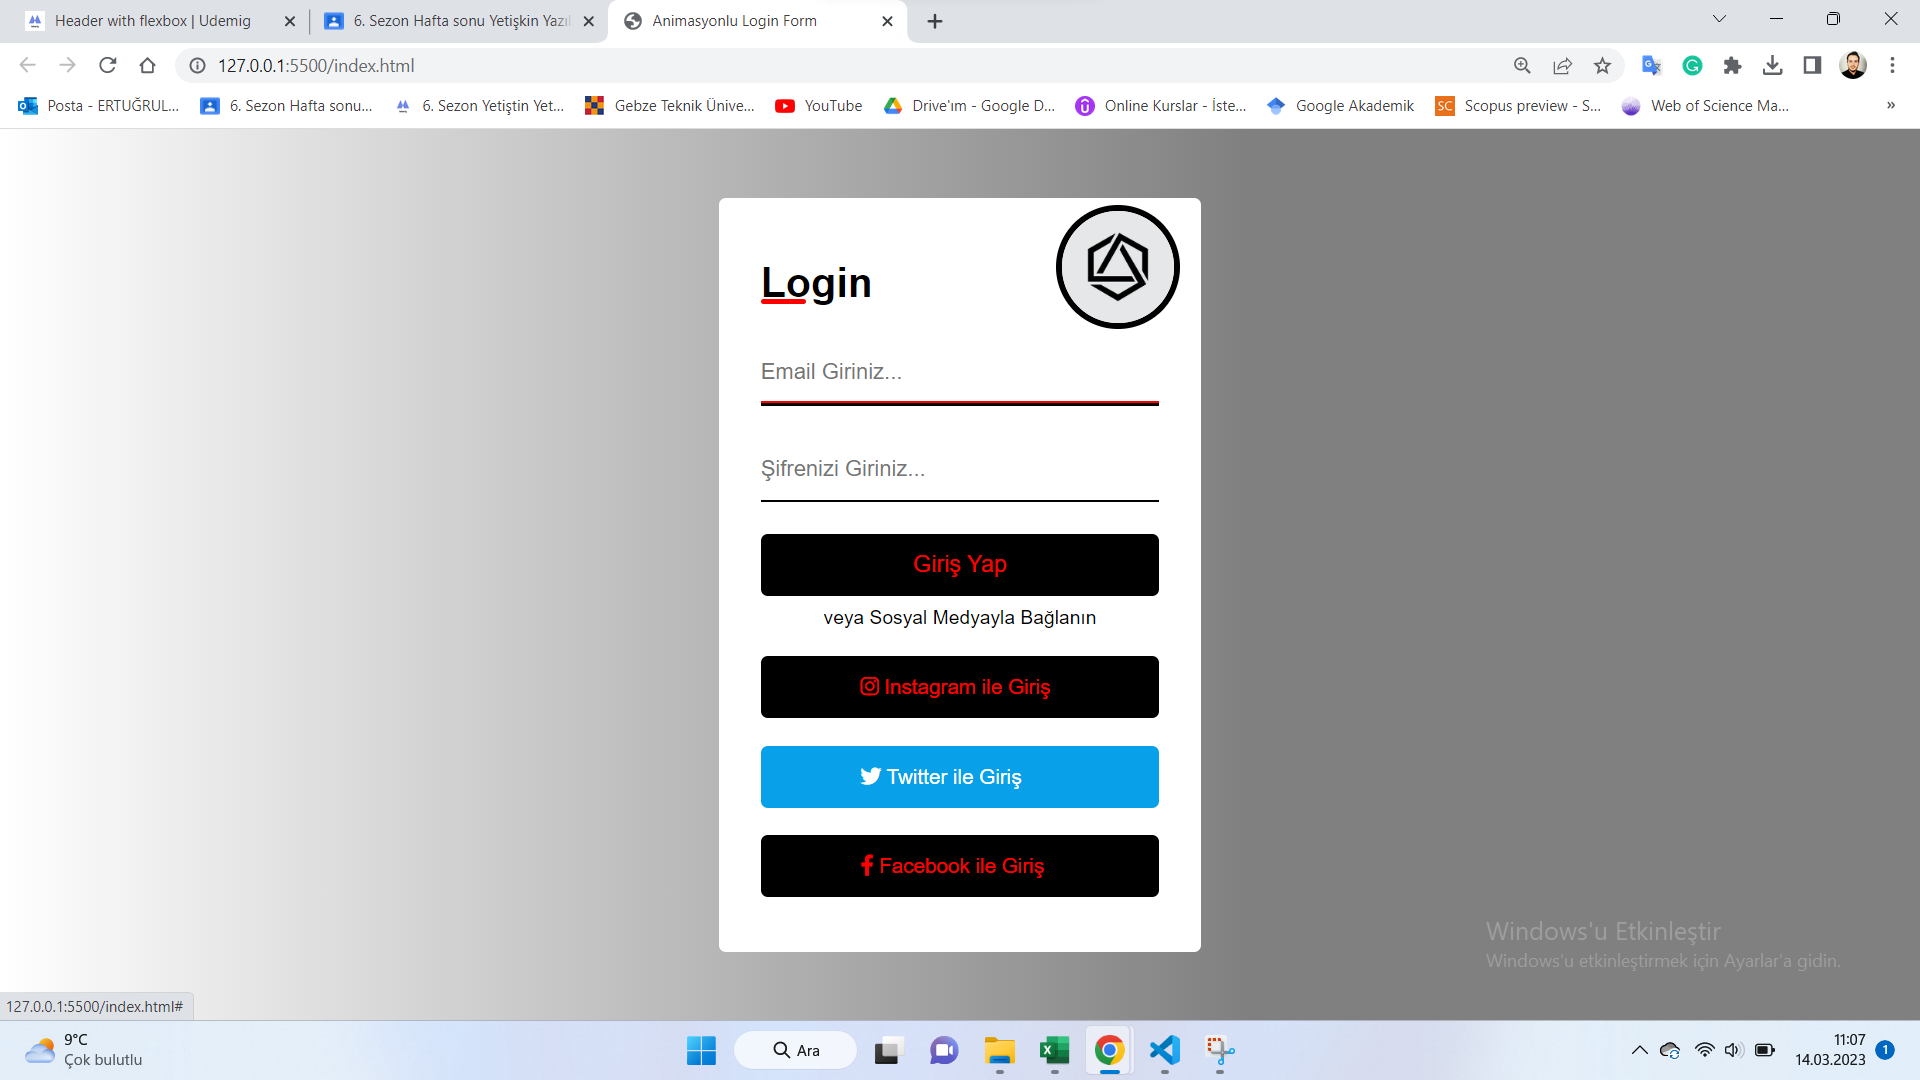 Header with flexbox | Udemig
6. Sezon Hafta sonu Yetişkin Yazı
Animasyonlu Login Form
127.0.0.1:5500/index.html
Posta - ERTUĞRUL...
6. Sezon Hafta sonu...
6. Sezon Yetiştin Yet...
Gebze Teknik Ünive...
YouTube
Drive'ım - Google D...
Online Kurslar - İste...
Google Akademik
SC
Scopus preview - S...
Web of Science Ma...
»
Login
Email Giriniz...
Şifrenizi Giriniz...
Giriş Yap
veya Sosyal Medyayla Bağlanın
Instagram ile Giriş
Twitter ile Giriş
Facebook ile Giriş
Windows'u Etkinleştir
Windows'u etkinleştirmek için Ayarlar'a gidin.
127.0.0.1:5500/index.html#
9°C
Çok bulutlu
Ara
11:07
14.03.2023
1